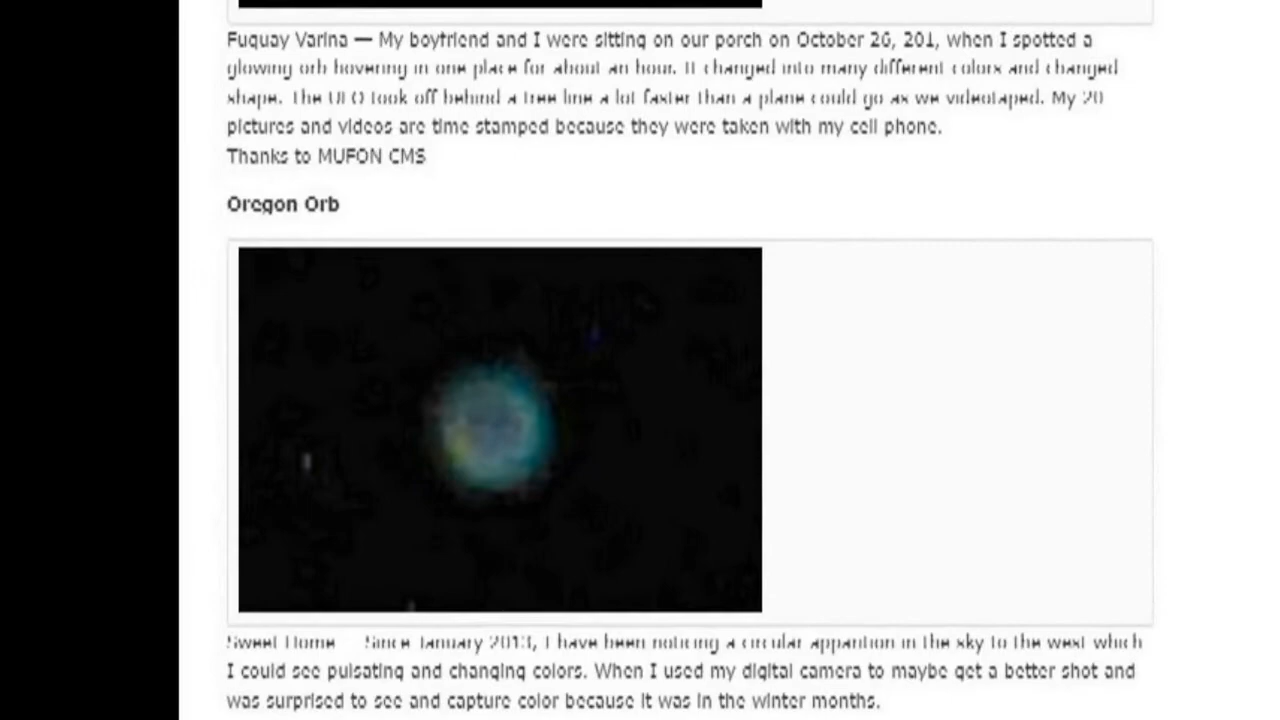 Fuquay Varina — My boyfriend and I were sitting on our porch on October 26, 201, when I spotted a
glowing orb hovering in one place for about an hour. It changed into many different colors and changed
shape. The UFO took off behind a tree line a lot faster than a plane could go as we videotaped. My 20
pictures and videos are time stamped because they were taken with my cell phone.
Thanks to MUFON CMS
Oregon Orb
Sweet Home — Since January 2013, I have been noticing a circular apparition in the sky to the west which
I could see pulsating and changing colors. When I used my digital camera to maybe get a better shot and
was surprised to see and capture color because it was in the winter months.